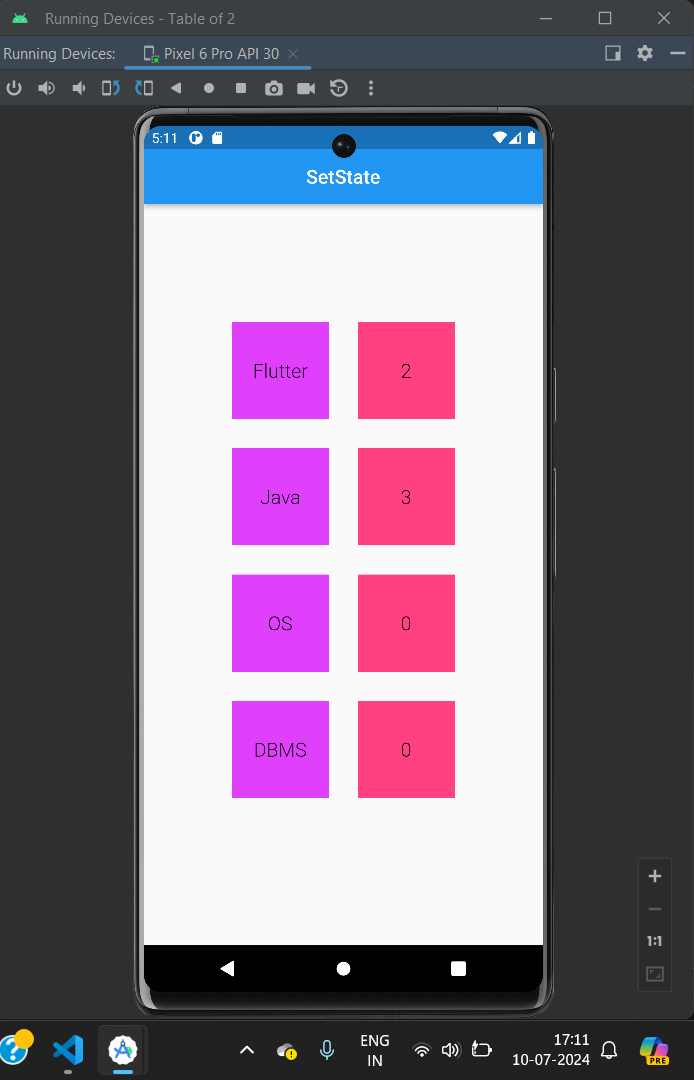 Running Devices - Table of 2
Running Devices: Pixel 6 Pro API 30
5:11
SetState
Flutter 2
Java 3
OS 0
DBMS 0
1:1
ENG 17:11
IN 10-07-2024
PRE